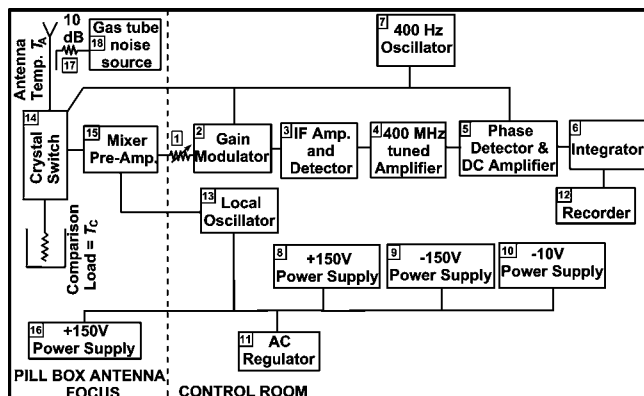 10
dB
17
Gas tube
18 noise
source
Antenna
Temp. TA
7
400 Hz
Oscillator
14
Crystal
Switch
15
Mixer
Pre-Amp.
1
2
Gain
Modulator
3
IF Amp.
and
Detector
4
400 MHz
tuned
Amplifier
5
Phase
Detector &
DC Amplifier
6
Integrator
12
Recorder
13
Local
Oscillator
Comparison
Load = TC
8
+150V
Power Supply
9
-150V
Power Supply
10
-10V
Power Supply
16
+150V
Power Supply
11
AC
Regulator
PILL BOX ANTENNA
FOCUS
CONTROL ROOM